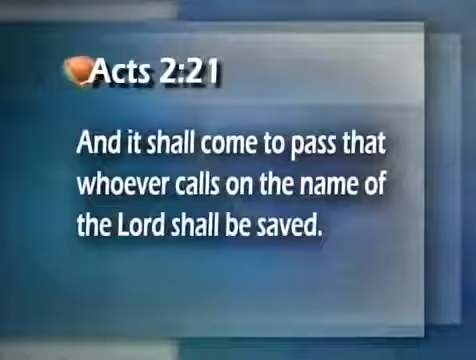 Acts 2:21
And it shall come to pass that
whoever calls on the name of
the Lord shall be saved.